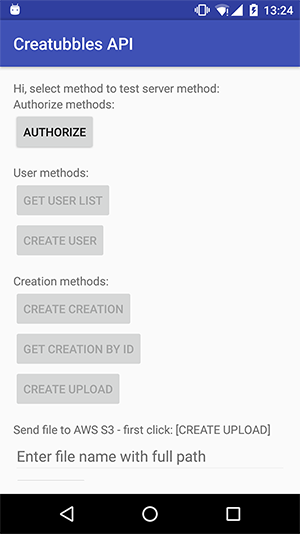 13:24
Creatubbles API
Hi, select method to test server method:
Authorize methods:
AUTHORIZE
User methods:
GET USER LIST
CREATE USER
Creation methods:
CREATE CREATION
GET CREATION BY ID
CREATE UPLOAD
Send file to AWS S3 - first click: [CREATE UPLOAD]
Enter file name with full path